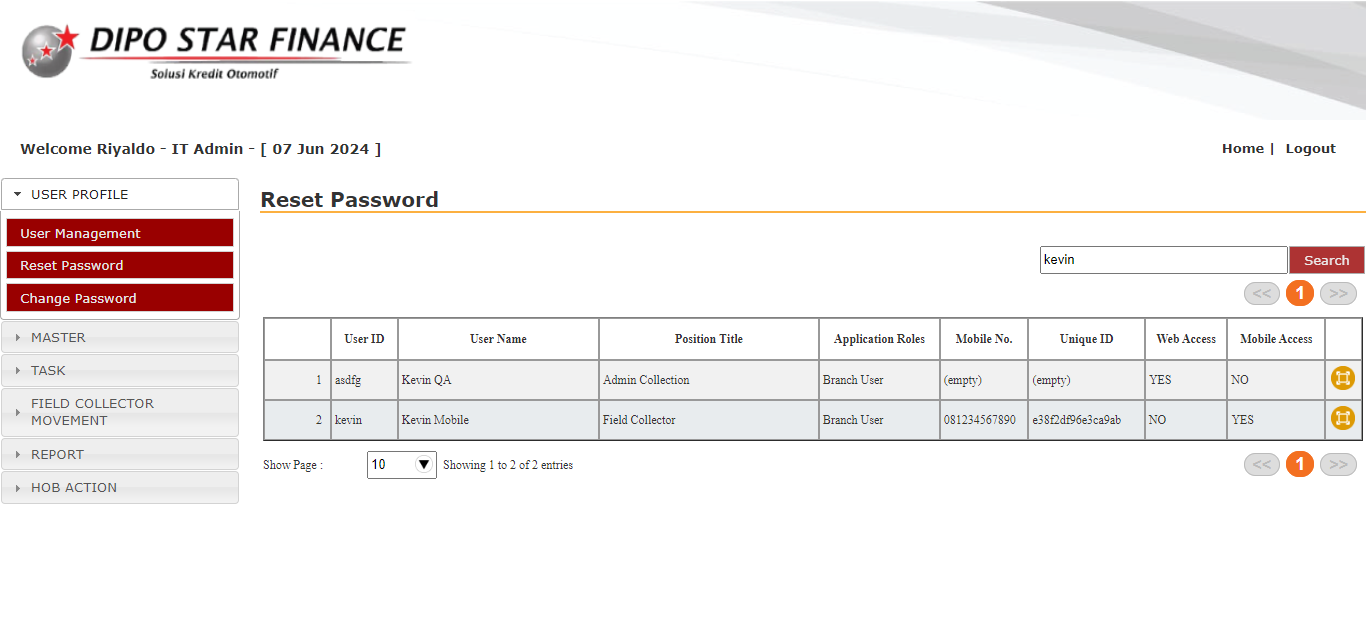 DIPO STAR FINANCE
Solusi Kredit Otomotif
Welcome Riyaldo - IT Admin - [ 07 Jun 2024 ]
Home | Logout
USER PROFILE
User Management
Reset Password
Change Password
MASTER
TASK
FIELD COLLECTOR
MOVEMENT
REPORT
HOB ACTION
Reset Password
kevin Search
<< 1 >>
User ID User Name Position Title Application Roles Mobile No. Unique ID Web Access Mobile Access
1 asdfg Kevin QA Admin Collection Branch User (empty) (empty) YES NO
2 kevin Kevin Mobile Field Collector Branch User 081234567890 e38f2df96e3ca9ab NO YES
Show Page : 10 Showing 1 to 2 of 2 entries << 1 >>